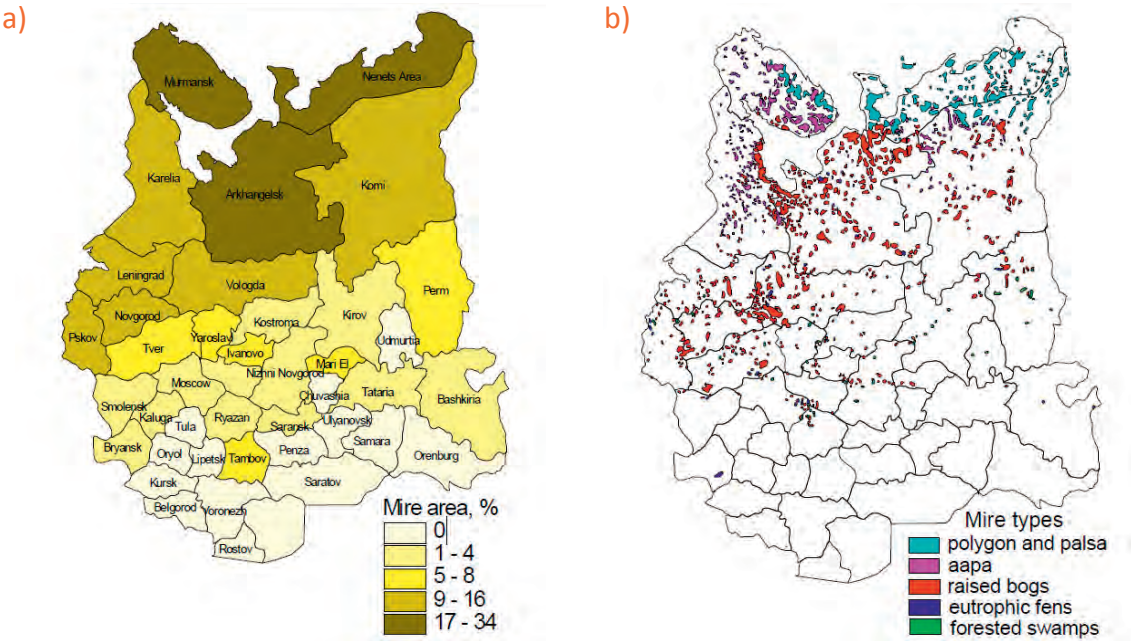 a)
Murmansk
Nenets Area
Karelia
Arkhangelsk
Komi
Leningrad
Vologda
Perm
Novgorod
Kostroma
Kirov
Pskov
Yaroslavl
Tver
Ivanovo
Udmurtia
Mari El
Nizhni Novgorod
Moscow
Chuvashia
Tataria
Bashkiria
Smolensk
Kaluga
Ryazan
Ulyanovsk
Tula
Saransk
Samara
Bryansk
Oryol
Lipetsk
Tambov
Penza
Orenburg
Kursk
Saratov
Belgorod
Voronezh
Rostov
Mire area, %
0
1 - 4
5 - 8
9 - 16
17 - 34
b)
Mire types
polygon and palsa
aapa
raised bogs
eutrophic fens
forested swamps